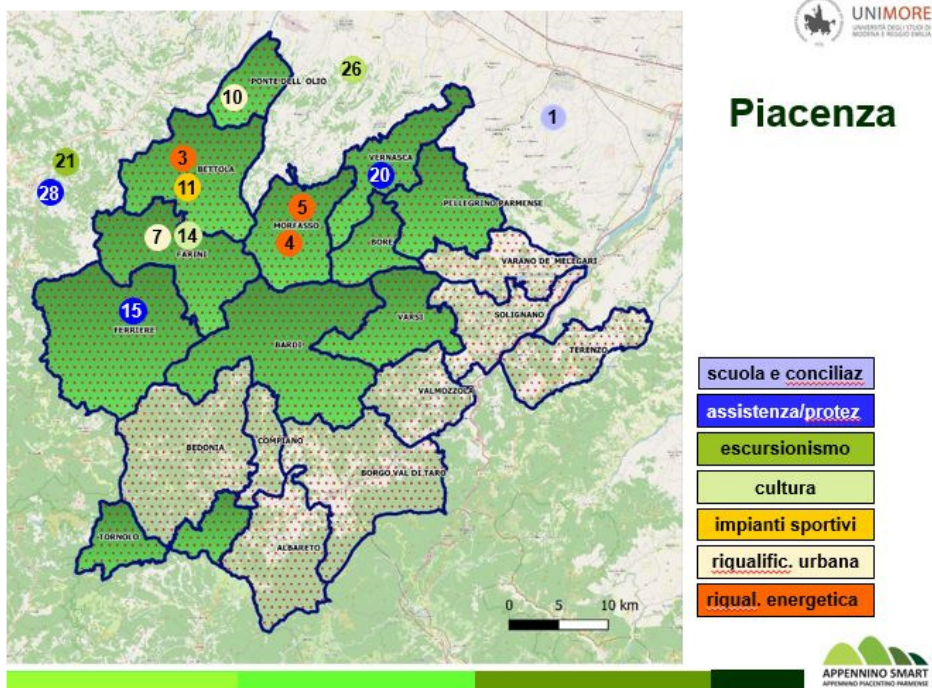 UNIMORE
UNIVERSITÀ DEGLI STUDI DI
MODENA E REGGIO EMILIA
Piacenza
26
PONTE DELL OLIO
10
1
21
3
BETTOLA
VERNASCA
28
11
20
5
PELLEGRINO PARMENSE
MORFASSO
7
14
4
BORE
FARINI
VARANO DE MELEGARI
15
FERRIERE
VARSI
SOLIGNANO
BARDI
TERENZO
VALMOZZOLA
BEDONIA
COMPIANO
BORGO VAL DI TARO
TORNOLO
ALBARETO
0 5 10 km
scuola e conciliaz
assistenza/protez
escursionismo
cultura
impianti sportivi
riqualific. urbana
riqual. energetica
APPENNINO SMART
APPENNINO PIACENTINO PARMENSE